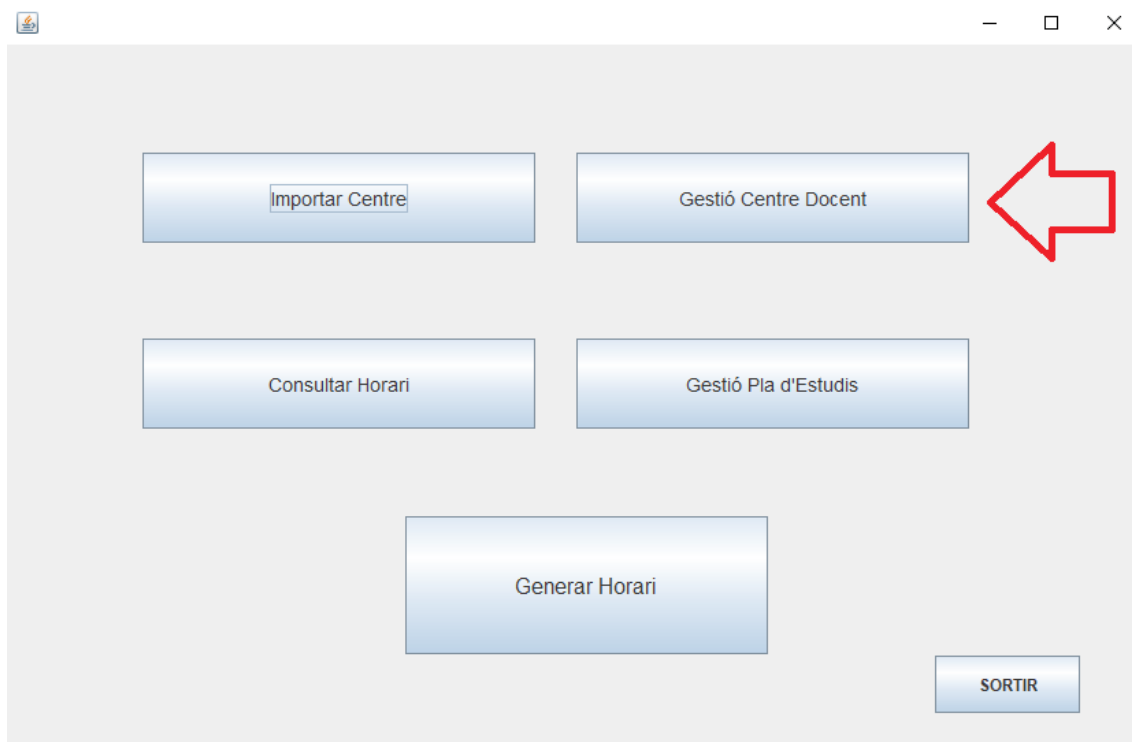 Importar Centre
Gestió Centre Docent
Consultar Horari
Gestió Pla d'Estudis
Generar Horari
SORTIR